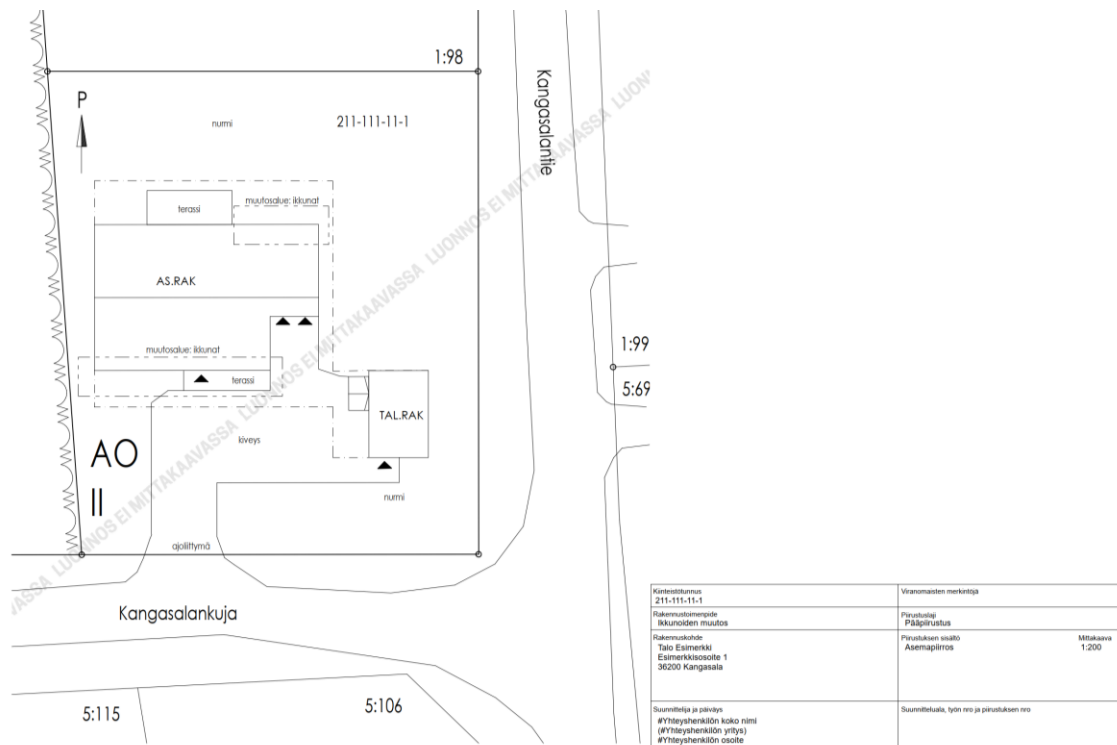 1:98
P
nurmi
211-111-11-1
Kangasalantie
terassi
muutosalue: ikkunat
AS.RAK
muutosalue: ikkunat
terassi
TAL.RAK
1:99
5:69
kiveys
AO
II
nurmi
ajoliittymä
Kangasalankuja
5:115
5:106
LUONNOS EI MITTAKAAVASSA LUONNOS EI MITTAKAAVASSA LUONNOS EI MITTAKAAVASSA
Kiinteistötunnus
211-111-11-1
Viranomaisten merkintöjä
Rakennustoimenpide
Ikkunoiden muutos
Piirustuslaji
Pääpiirustus
Rakennuskohde
Talo Esimerkki
Esimerkkisosoite 1
36200 Kangasala
Piirustuksen sisältö
Asemapiirros
Mittakaava
1:200
Suunnittelija ja päiväys
#Yhteyshenkilön koko nimi
(#Yhteyshenkilön yritys)
#Yhteyshenkilön osoite
Suunnitteluala, työn nro ja piirustuksen nro